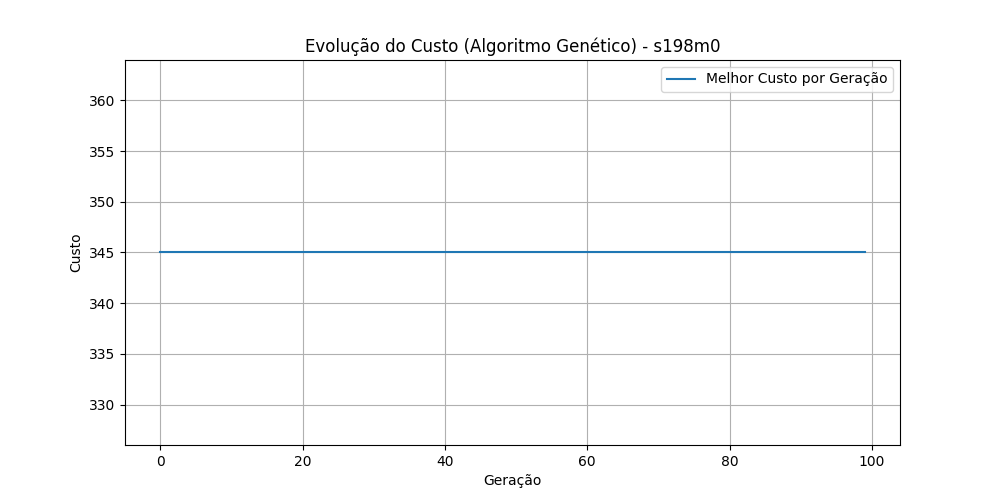 Evolução do Custo (Algoritmo Genético) - s198m0
Melhor Custo por Geração
360
355
350
345
340
335
330
Custo
0 20 40 60 80 100
Geração